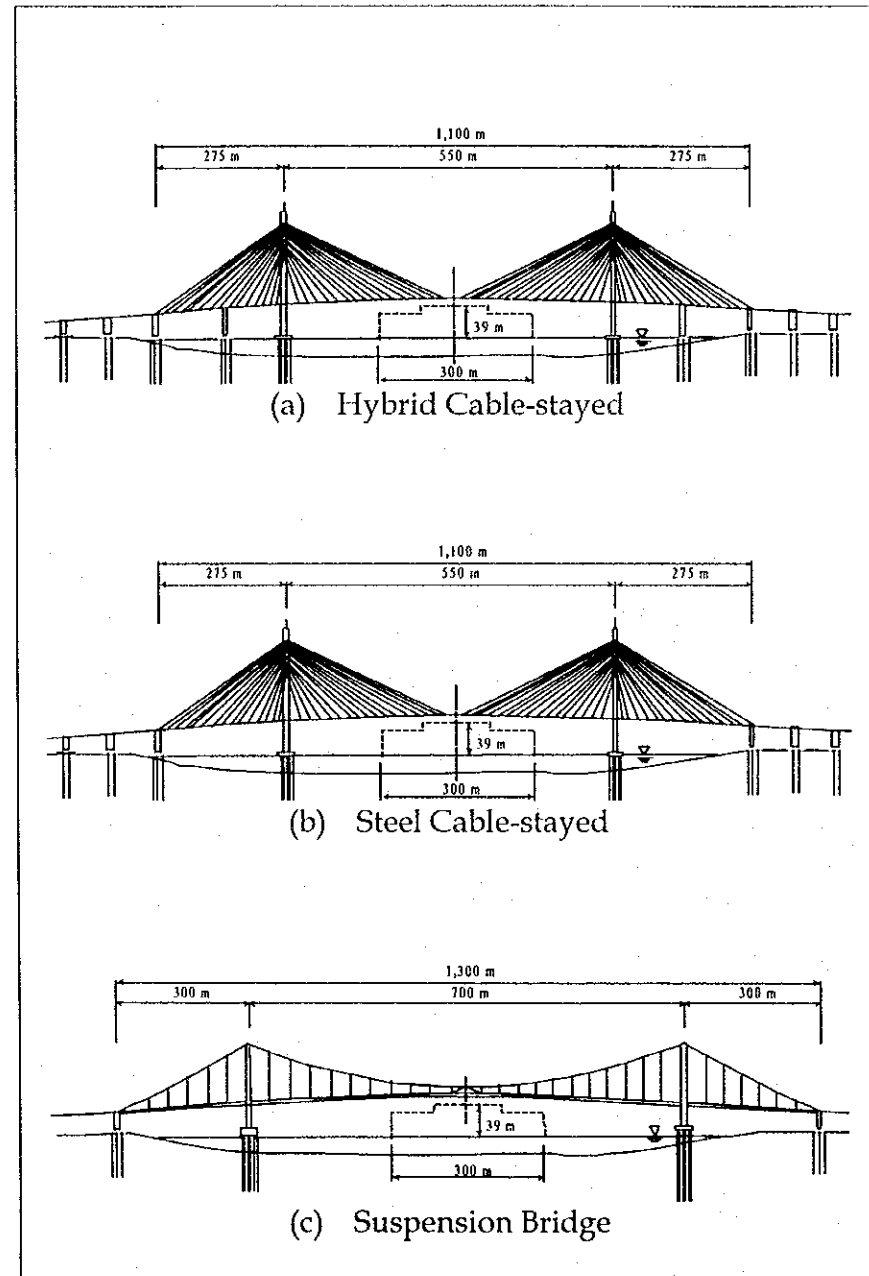 1,100 m
275 m 550 m 275 m
39 m
300 m
(a) Hybrid Cable-stayed
1,100 m
275 m 550 m 275 m
39 m
300 m
(b) Steel Cable-stayed
1,300 m
300 m 700 m 300 m
39 m
300 m
(c) Suspension Bridge